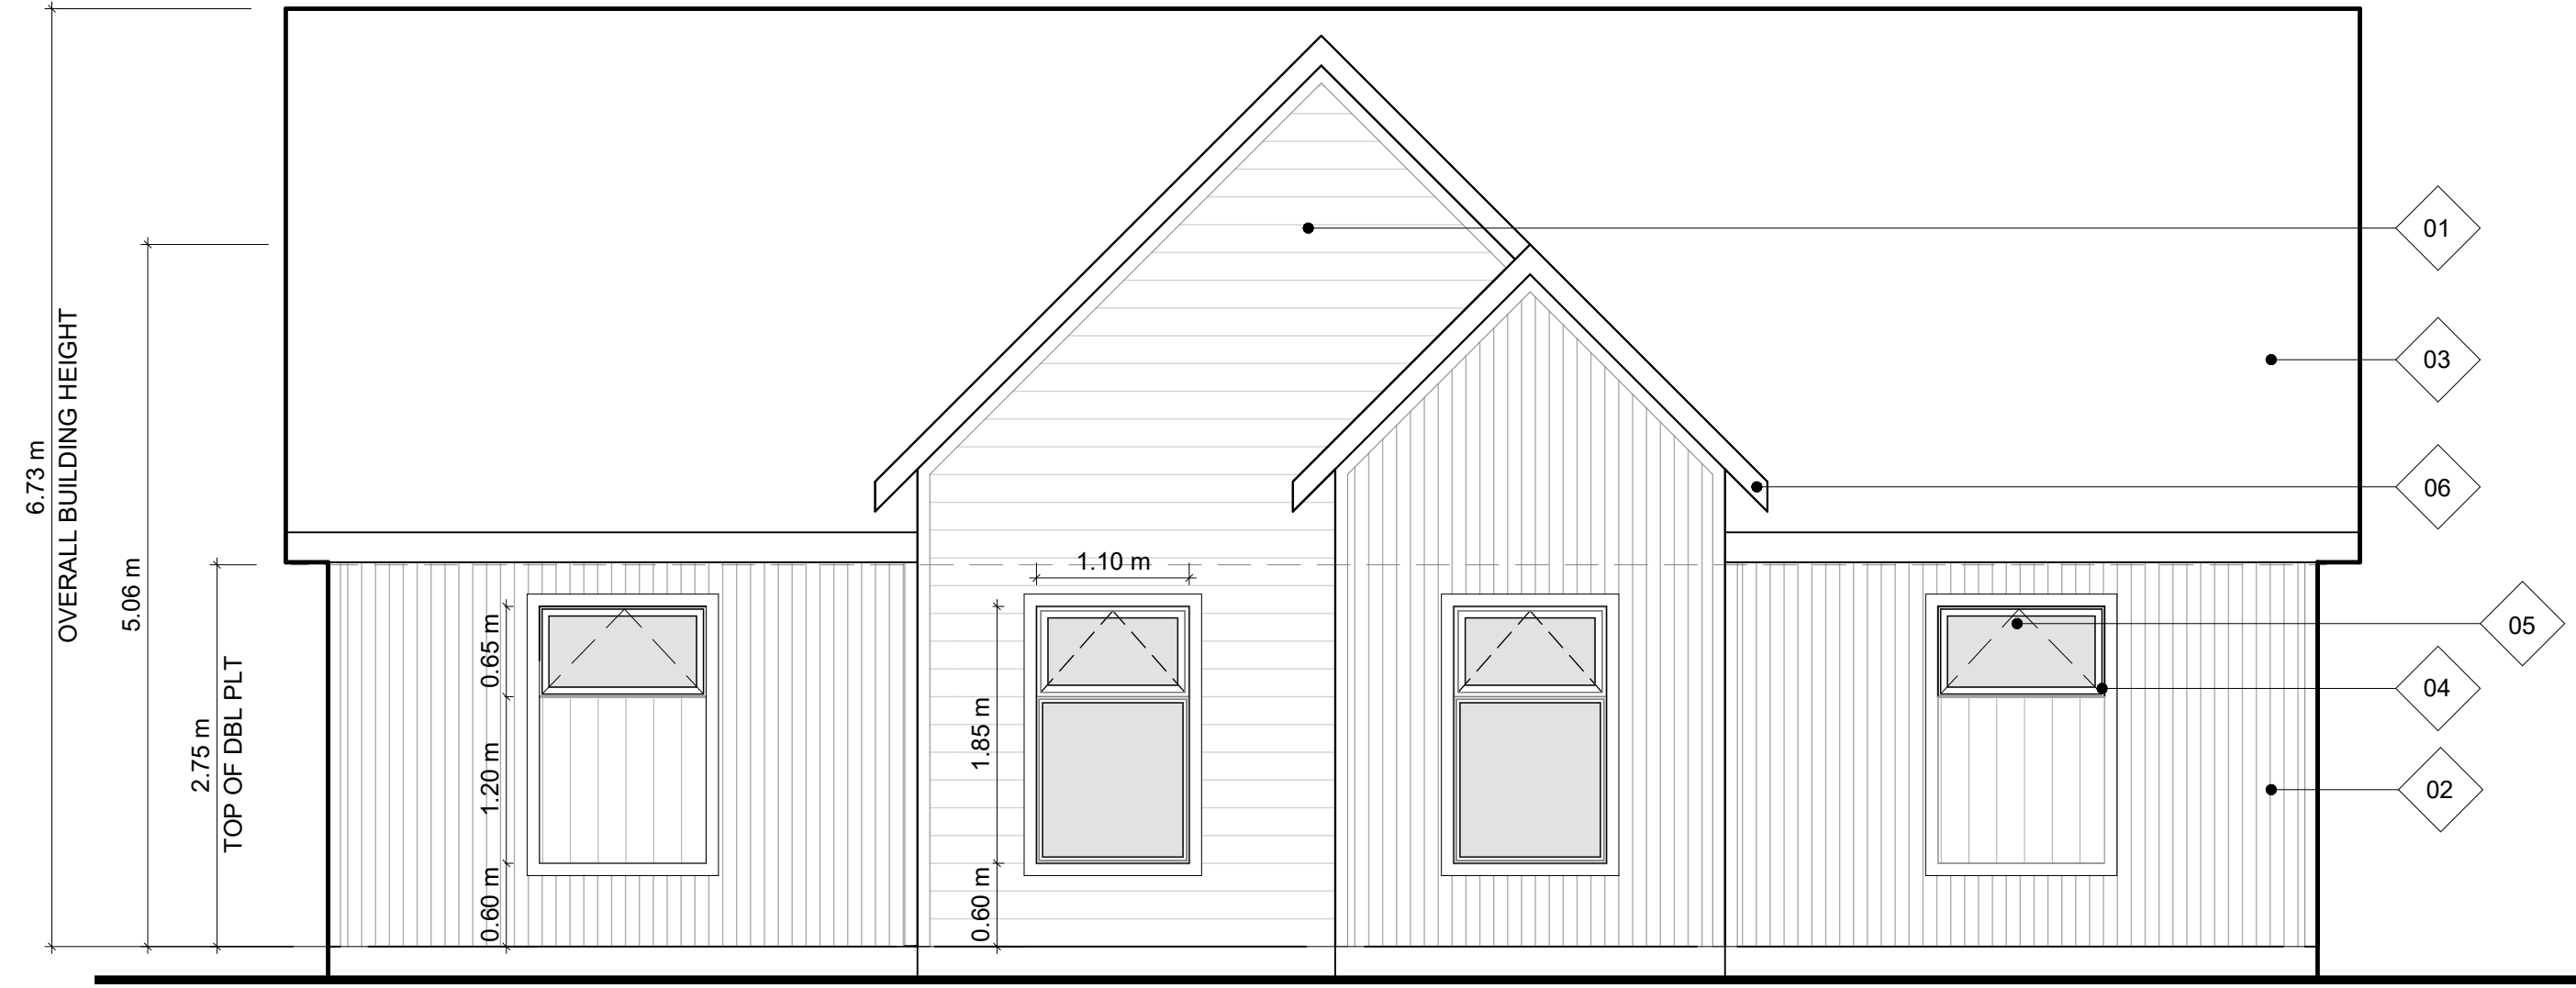 6.73 m
OVERALL BUILDING HEIGHT
5.06 m
2.75 m
TOP OF DBL PLT
0.65 m
1.20 m
0.60 m
1.10 m
1.85 m
0.60 m
01
03
06
05
04
02